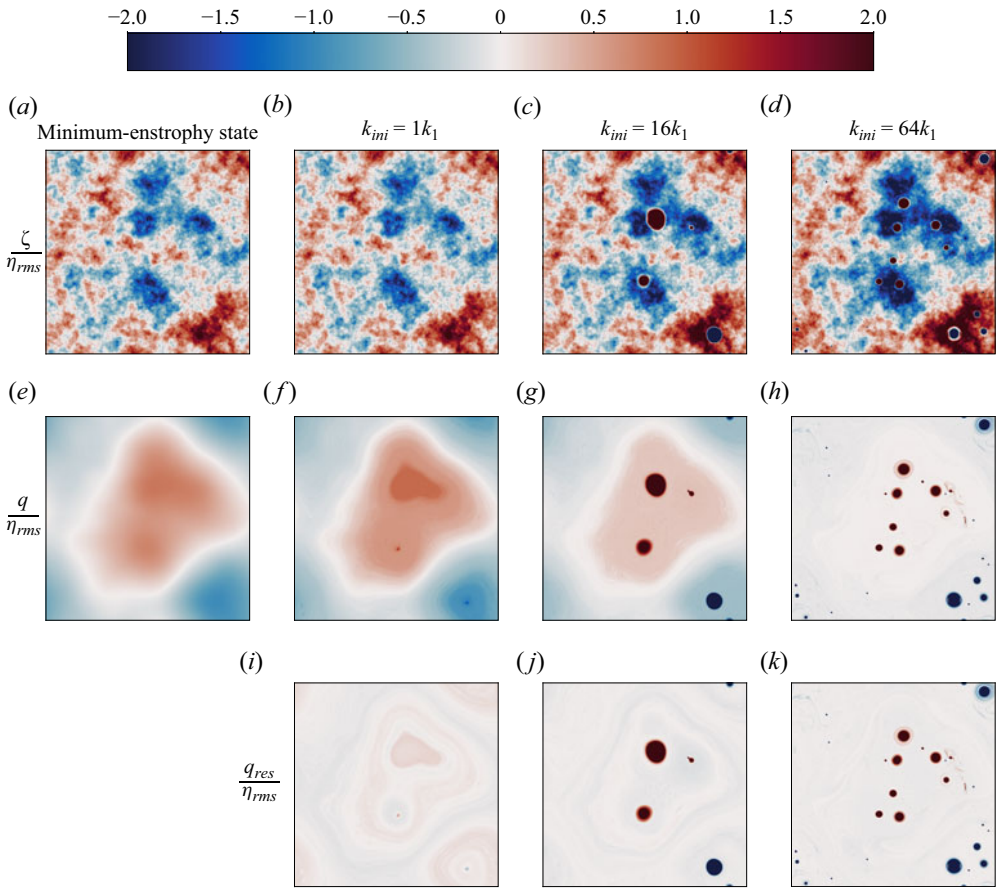 −2.0 −1.5 −1.0 −0.5 0 0.5 1.0 1.5 2.0
(a) (b) (c) (d)
Minimum-enstrophy state k_ini = 1k_1 k_ini = 16k_1 k_ini = 64k_1
ζ
η_rms
(e) (f) (g) (h)
q
η_rms
(i) (j) (k)
q_res
η_rms